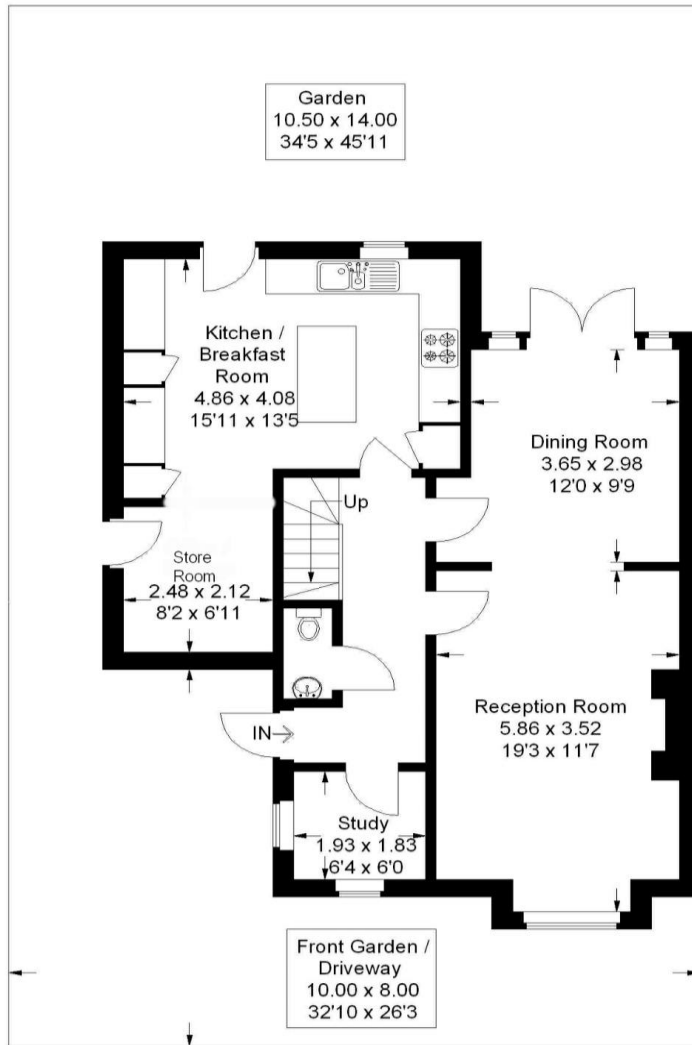 Garden
10.50 x 14.00
34'5 x 45'11
Kitchen /
Breakfast
Room
4.86 x 4.08
15'11 x 13'5
Dining Room
3.65 x 2.98
12'0 x 9'9
Up
Store
Room
2.48 x 2.12
8'2 x 6'11
Reception Room
5.86 x 3.52
19'3 x 11'7
IN
Study
1.93 x 1.83
6'4 x 6'0
Front Garden /
Driveway
10.00 x 8.00
32'10 x 26'3